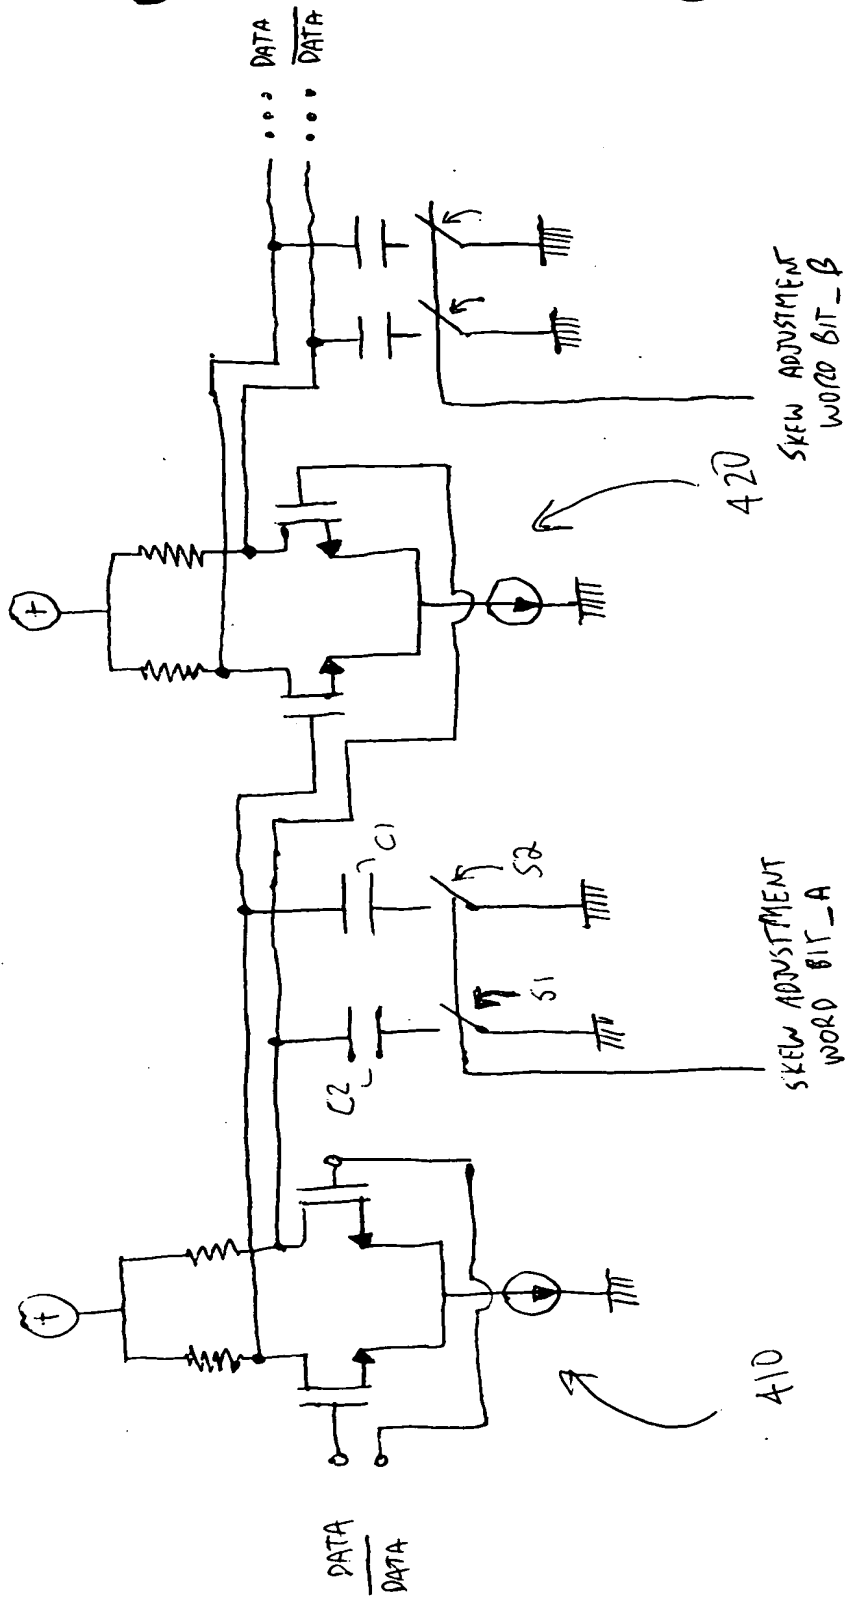 DATA
DATA
410
+
C2
C1
S1
S2
SKEW ADJUSTMENT
WORD BIT_A
+
420
SKEW ADJUSTMENT
WORD BIT_B
DATA
DATA